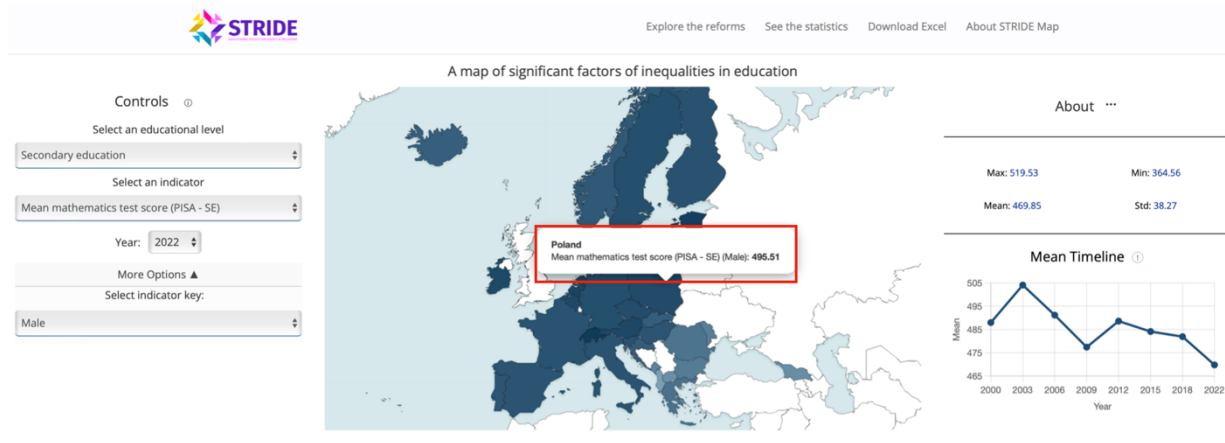 STRIDE
Explore the reforms
See the statistics
Download Excel
About STRIDE Map
A map of significant factors of inequalities in education
Controls
Select an educational level
Secondary education
Select an indicator
Mean mathematics test score (PISA - SE)
Year: 2022
More Options ▲
Select indicator key:
Male
Poland
Mean mathematics test score (PISA - SE) (Male): 495.51
About ...
Max: 519.53 Min: 364.56
Mean: 469.85 Std: 38.27
Mean Timeline
505
495
485
475
465
Mean
2000 2003 2006 2009 2012 2015 2018 2022
Year